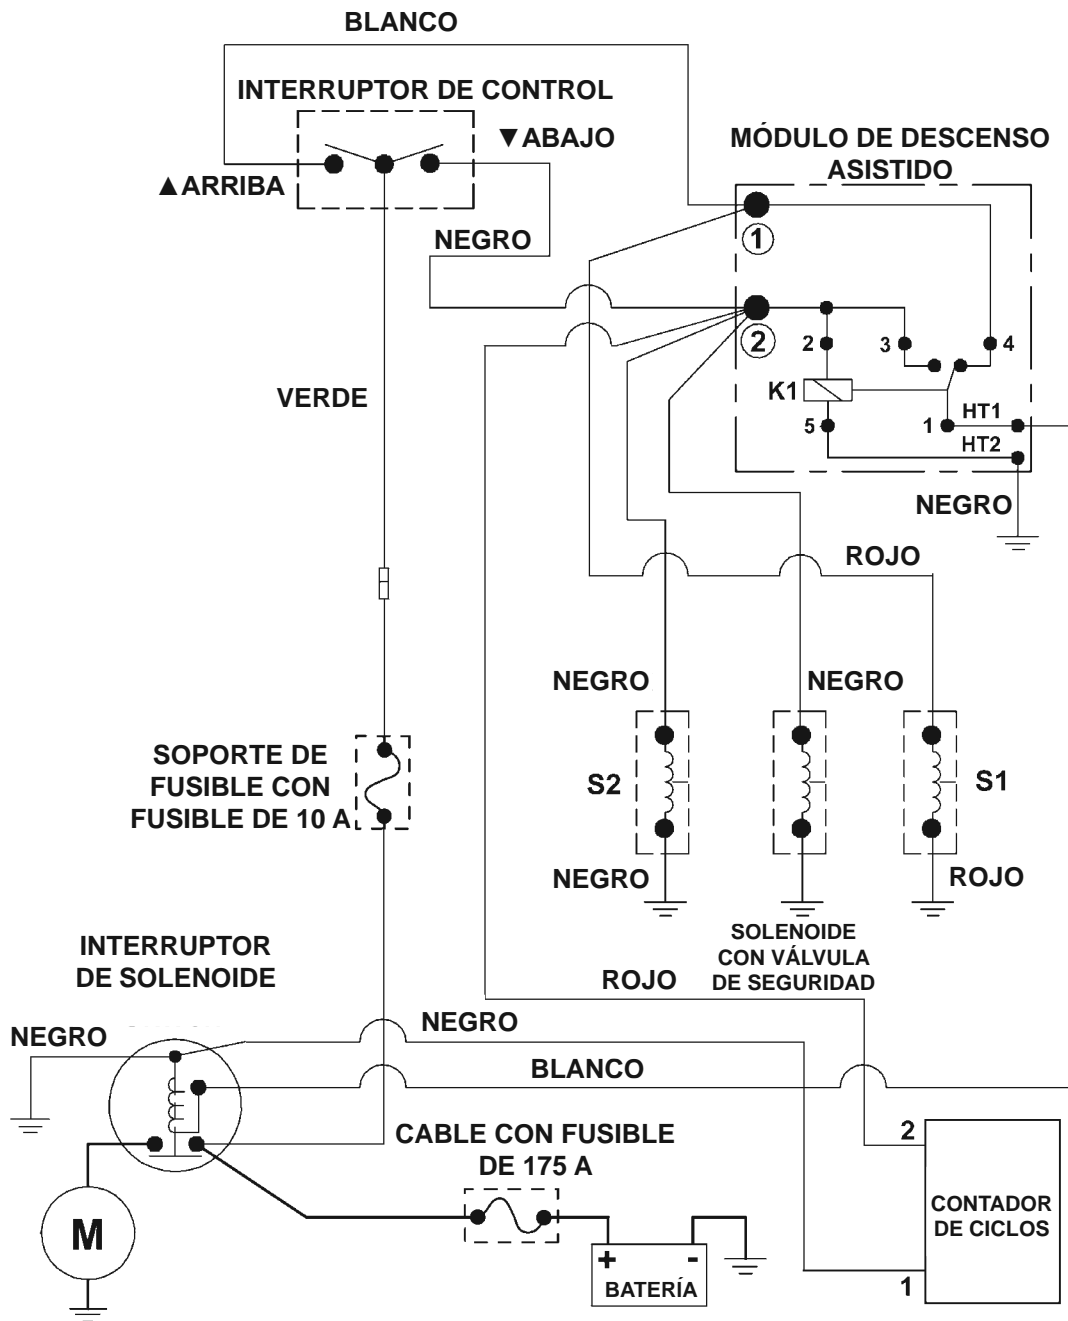 BLANCO
INTERRUPTOR DE CONTROL
▼ABAJO
▲ARRIBA
MÓDULO DE DESCENSO
ASISTIDO
NEGRO
1
2
2
3
4
K1
5
1
HT1
HT2
NEGRO
VERDE
ROJO
NEGRO
NEGRO
SOPORTE DE
FUSIBLE CON
FUSIBLE DE 10 A
S2
S1
NEGRO
ROJO
SOLENOIDE
CON VÁLVULA
DE SEGURIDAD
INTERRUPTOR
DE SOLENOIDE
ROJO
NEGRO
NEGRO
BLANCO
CABLE CON FUSIBLE
DE 175 A
2
CONTADOR
DE CICLOS
1
M
+
-
BATERÍA